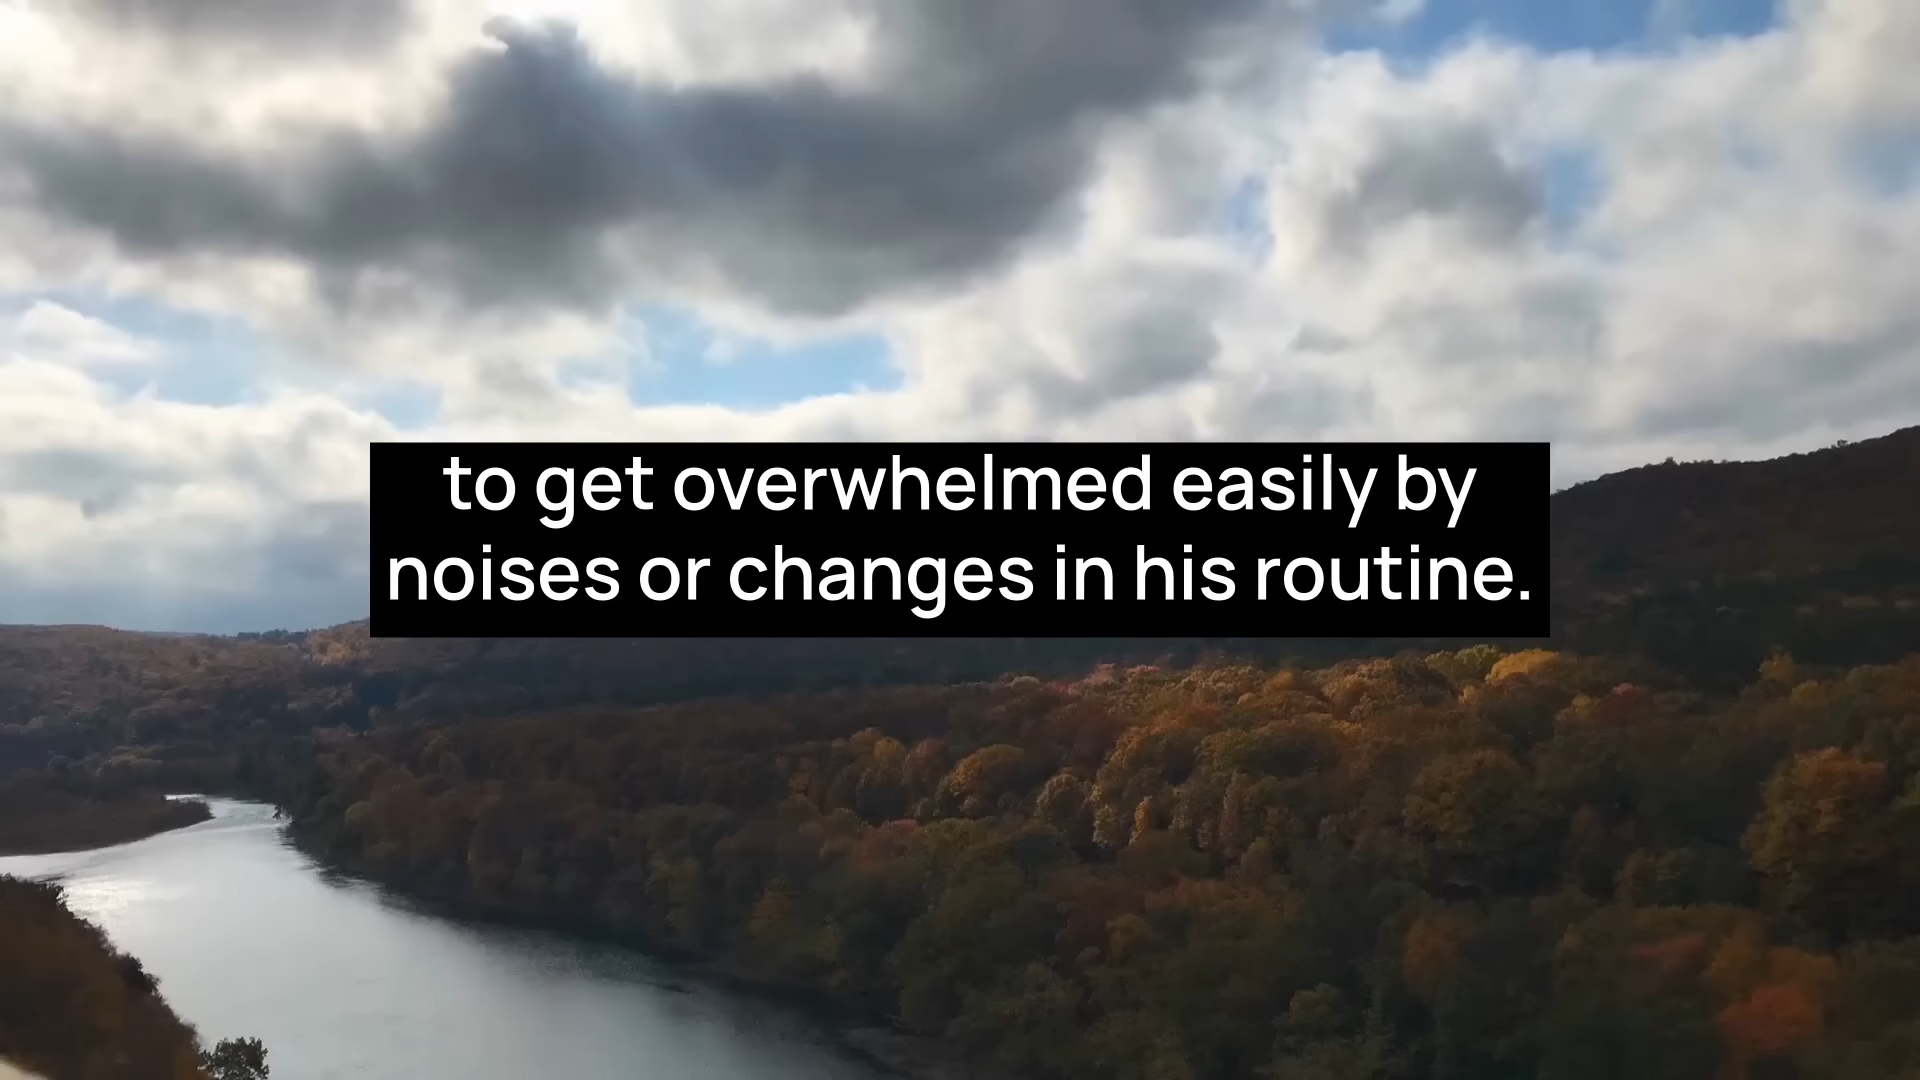 to get overwhelmed easily by
noises or changes in his routine.